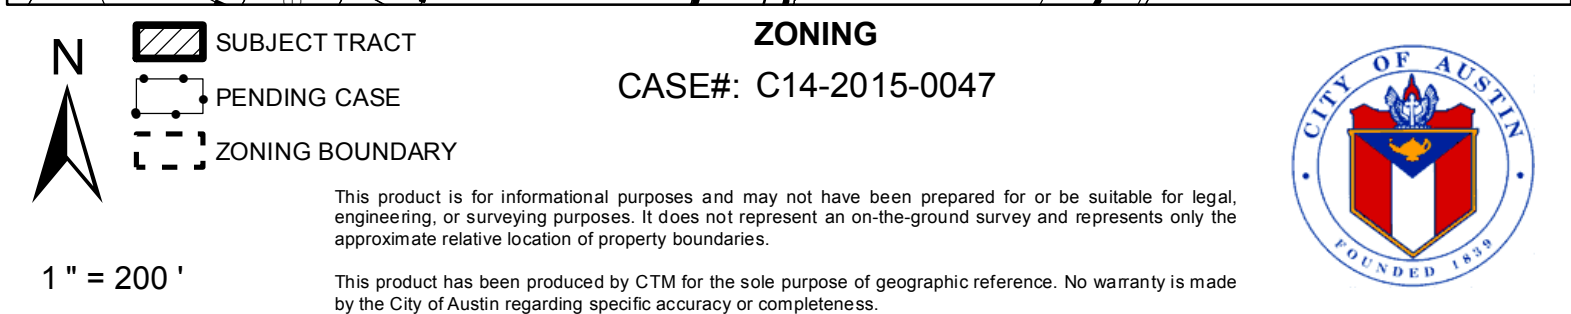 N
SUBJECT TRACT
PENDING CASE
ZONING BOUNDARY
1 " = 200 '
ZONING
CASE#: C14-2015-0047
This product is for informational purposes and may not have been prepared for or be suitable for legal,
engineering, or surveying purposes. It does not represent an on-the-ground survey and represents only the
approximate relative location of property boundaries.
This product has been produced by CTM for the sole purpose of geographic reference. No warranty is made
by the City of Austin regarding specific accuracy or completeness.
CITY OF AUSTIN
FOUNDED 1839